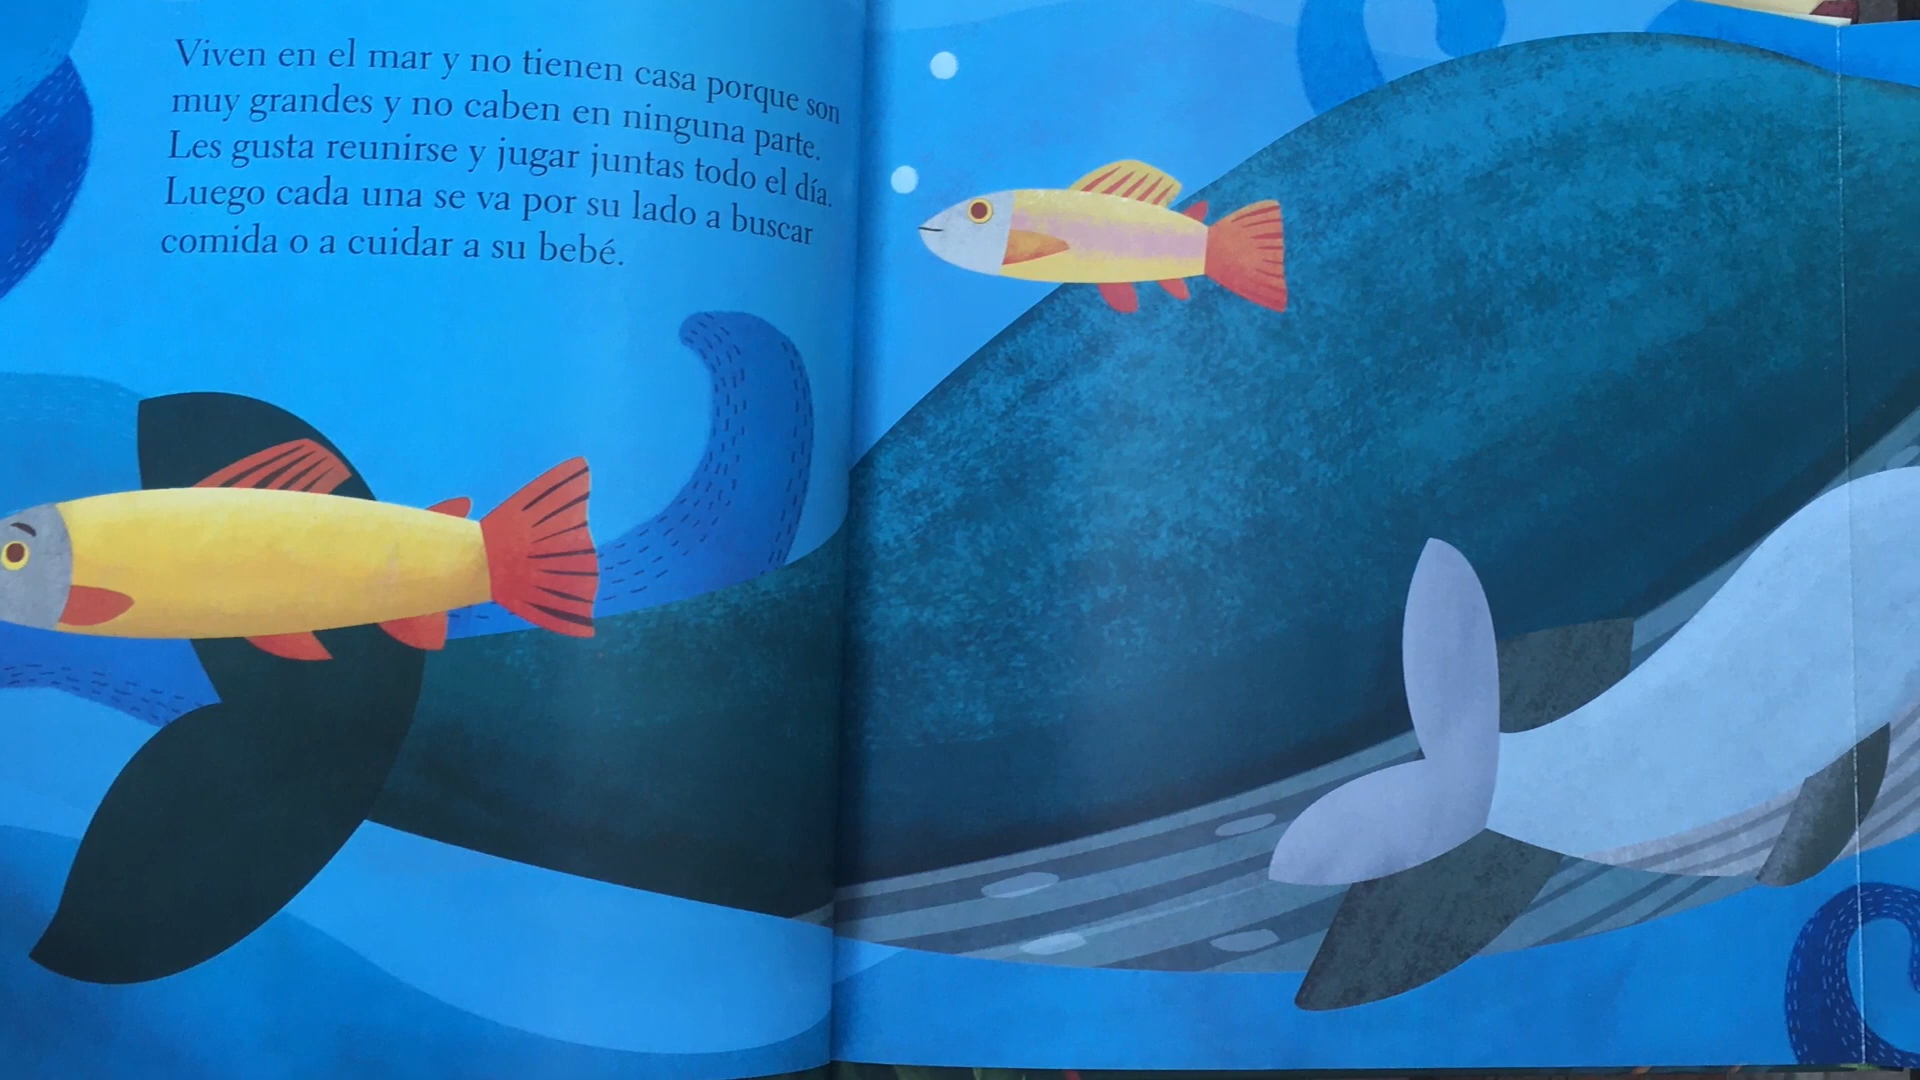 Viven en el mar y no tienen casa porque son
muy grandes y no caben en ninguna parte.
Les gusta reunirse y jugar juntas todo el día.
Luego cada una se va por su lado a buscar
comida o a cuidar a su bebé.